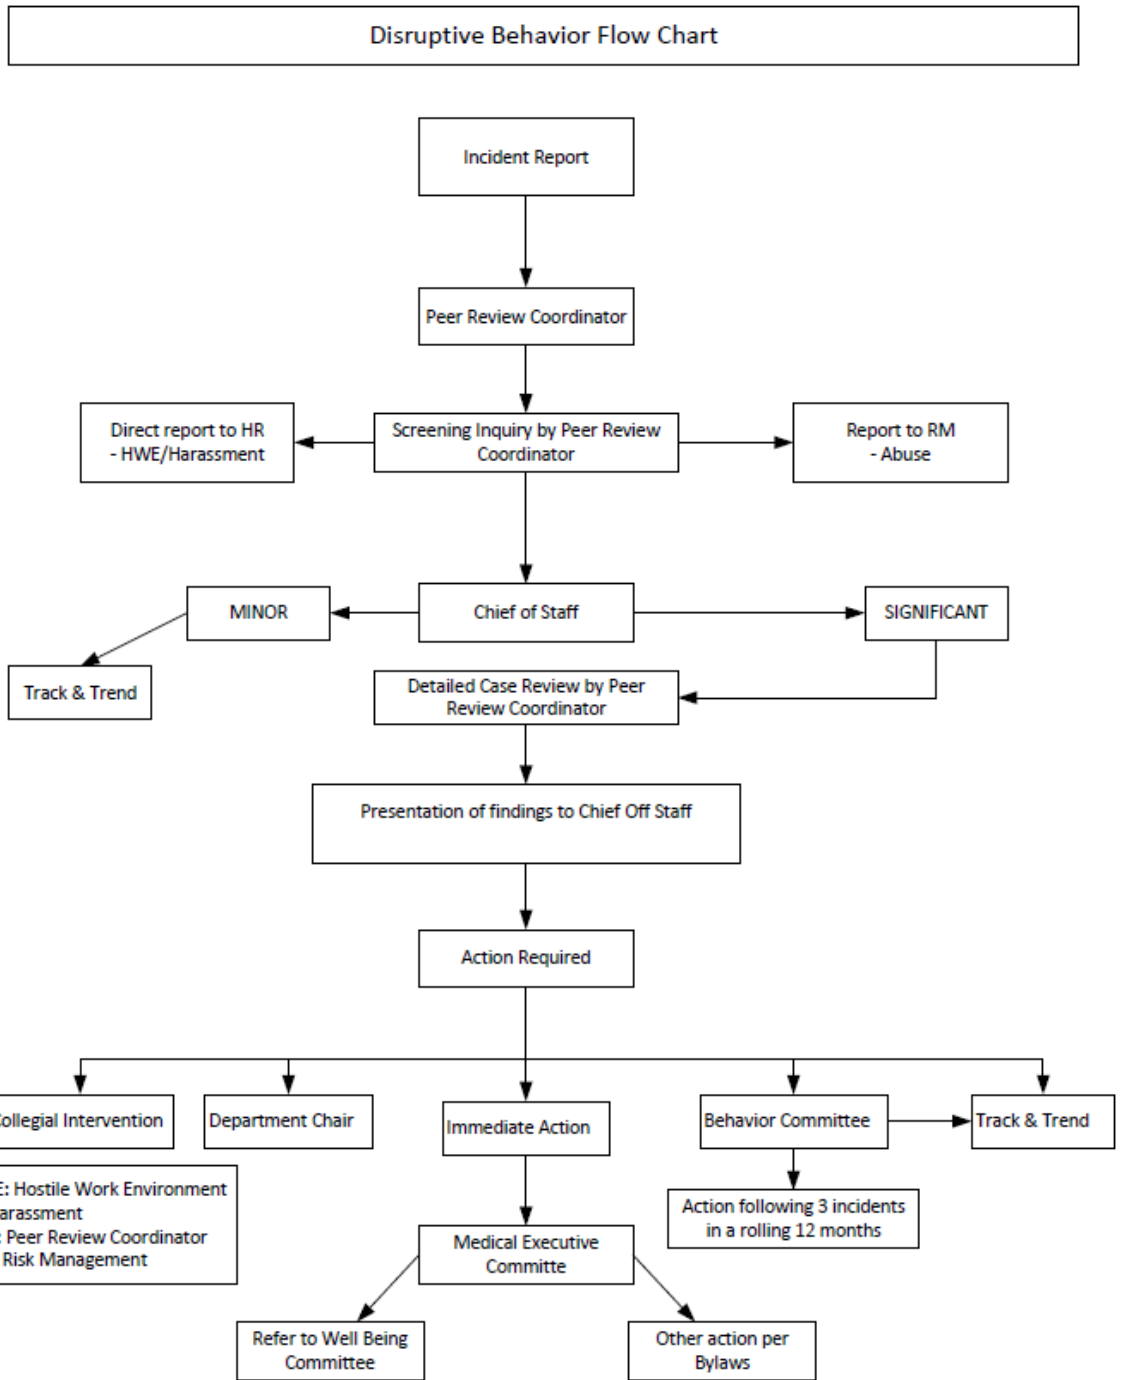 Disruptive Behavior Flow Chart
Incident Report
Peer Review Coordinator
Direct report to HR
- HWE/Harassment
Screening Inquiry by Peer Review
Coordinator
Report to RM
- Abuse
MINOR
Chief of Staff
SIGNIFICANT
Track & Trend
Detailed Case Review by Peer
Review Coordinator
Presentation of findings to Chief Off Staff
Action Required
Collegial Intervention
Department Chair
Immediate Action
Behavior Committee
Track & Trend
E: Hostile Work Environment
arassment
: Peer Review Coordinator
Risk Management
Action following 3 incidents
in a rolling 12 months
Medical Executive
Committe
Refer to Well Being
Committee
Other action per
Bylaws